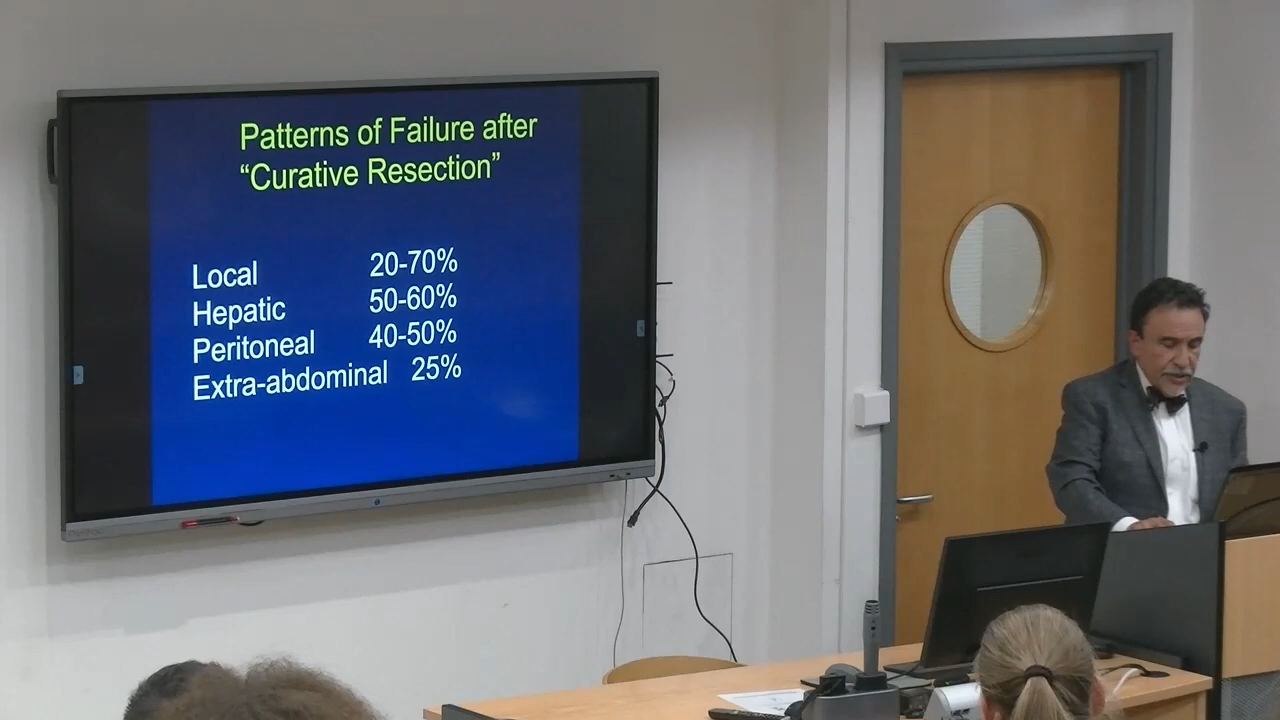 Patterns of Failure after
“Curative Resection”
Local 20-70%
Hepatic 50-60%
Peritoneal 40-50%
Extra-abdominal 25%